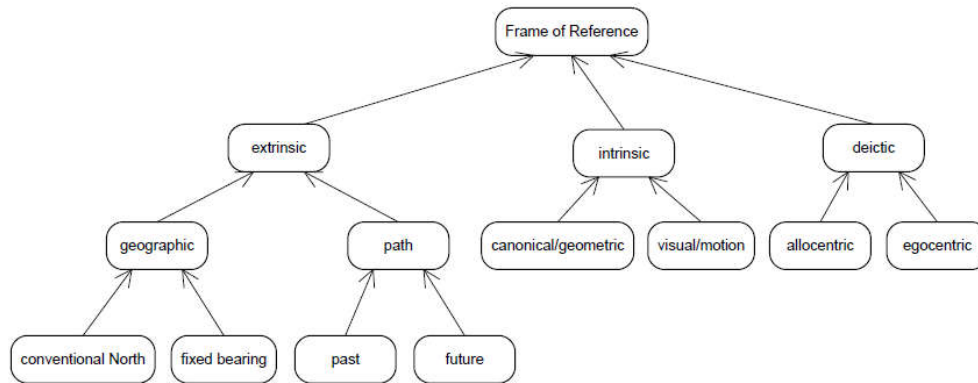 Frame of Reference
extrinsic
intrinsic
deictic
geographic
path
canonical/geometric
visual/motion
allocentric
egocentric
conventional North
fixed bearing
past
future